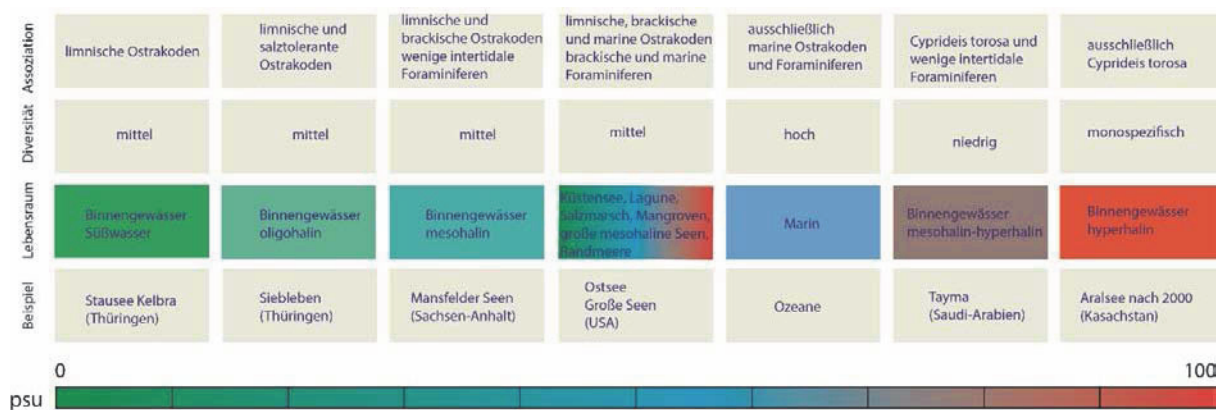 Assoziation
limnische Ostrakoden
limnische und
salztolerante
Ostrakoden
limnische und
brackische Ostrakoden
wenige intertidale
Foraminiferen
limnische, brackische
und marine Ostrakoden
brackische und marine
Foraminiferen
ausschließlich
marine Ostrakoden
und Foraminiferen
Cyprideis torosa und
wenige intertidale
Foraminiferen
ausschließlich
Cyprideis torosa
Diversität
mittel
mittel
mittel
mittel
hoch
niedrig
monospezifisch
Lebensraum
Binnengewässer
Süßwasser
Binnengewässer
oligohalin
Binnengewässer
mesohalin
Küstensee, Lagune,
Salzmarsch, Mangroven,
große mesohaline Seen,
Randmeere
Marin
Binnengewässer
mesohalin-hyperhalin
Binnengewässer
hyperhalin
Beispiel
Stausee Kelbra
(Thüringen)
Siebleben
(Thüringen)
Mansfelder Seen
(Sachsen-Anhalt)
Ostsee
Große Seen
(USA)
Ozeane
Tayma
(Saudi-Arabien)
Aralsee nach 2000
(Kasachstan)
0
100
psu